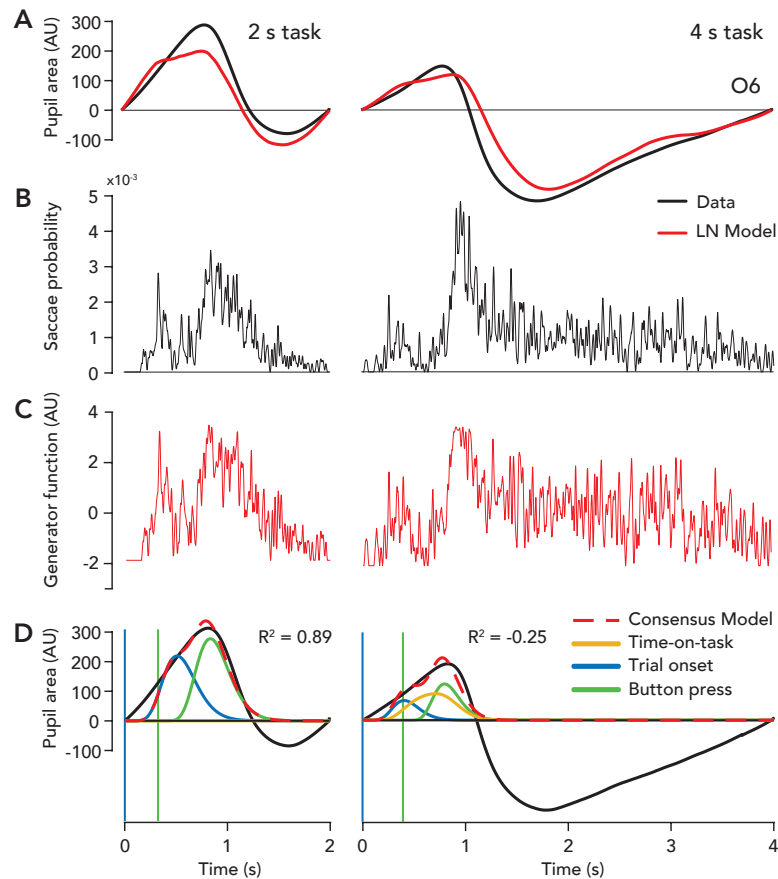 A
2 s task
4 s task
O6
Pupil area (AU)
300
200
100
0
-100
B
x10⁻³
Data
LN Model
Saccae probability
5
4
3
2
1
0
C
Generator function (AU)
4
2
0
-2
D
R² = 0.89
R² = -0.25
Consensus Model
Time-on-task
Trial onset
Button press
Pupil area (AU)
300
200
100
0
-100
0 1 2
0 1 2 3 4
Time (s)
Time (s)